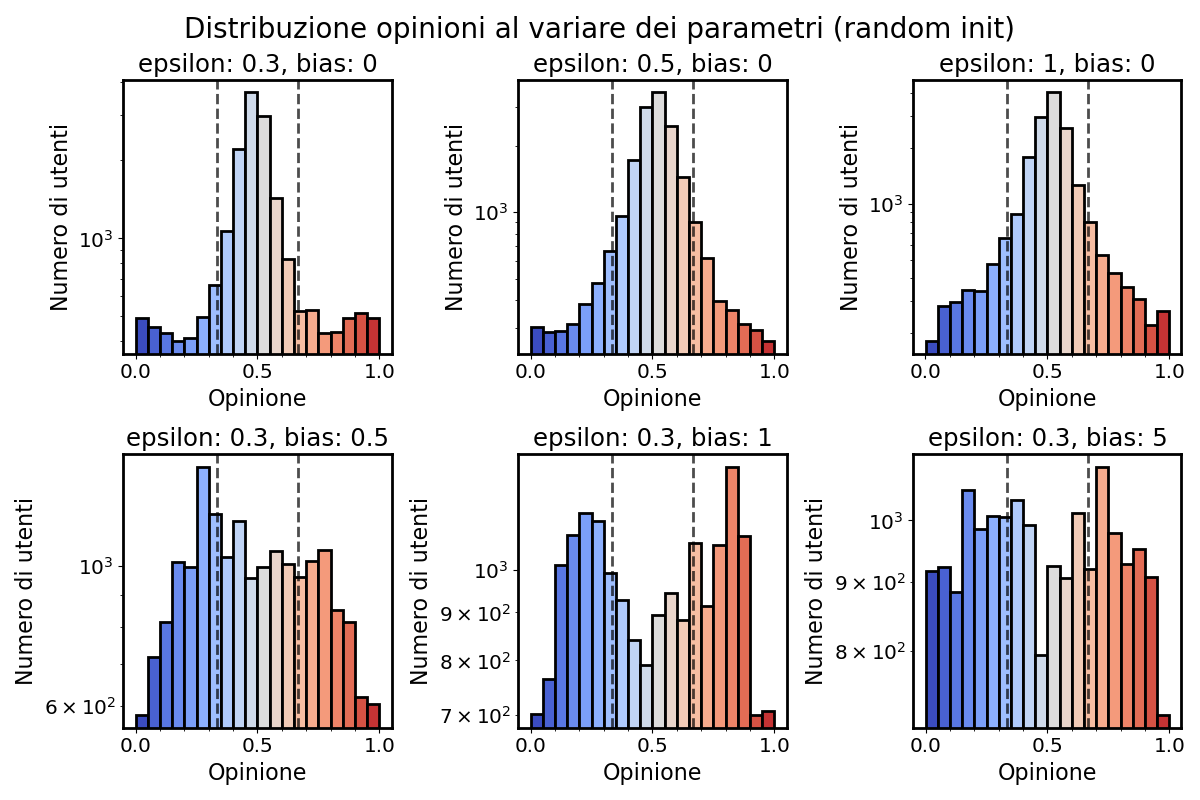 Distribuzione opinioni al variare dei parametri (random init)
epsilon: 0.3, bias: 0
epsilon: 0.5, bias: 0
epsilon: 1, bias: 0
Numero di utenti
10³
0.0 0.5 1.0
Opinione
Numero di utenti
10³
0.0 0.5 1.0
Opinione
Numero di utenti
10³
0.0 0.5 1.0
Opinione
epsilon: 0.3, bias: 0.5
epsilon: 0.3, bias: 1
epsilon: 0.3, bias: 5
Numero di utenti
10³
6 × 10²
0.0 0.5 1.0
Opinione
Numero di utenti
10³
9 × 10²
8 × 10²
7 × 10²
0.0 0.5 1.0
Opinione
Numero di utenti
10³
9 × 10²
8 × 10²
0.0 0.5 1.0
Opinione